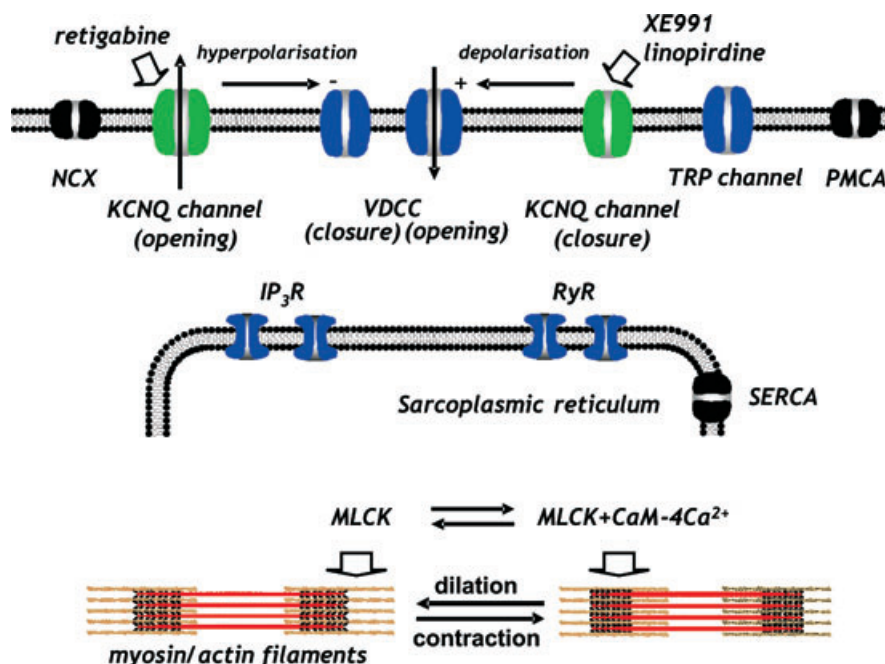 retigabine
XE991
linopirdine
hyperpolarisation
depolarisation
-
+
NCX
KCNQ channel
(opening)
VDCC
(closure) (opening)
KCNQ channel
(closure)
TRP channel
PMCA
IP₃R
RyR
Sarcoplasmic reticulum
SERCA
MLCK
MLCK+CaM-4Ca²⁺
dilation
contraction
myosin/actin filaments